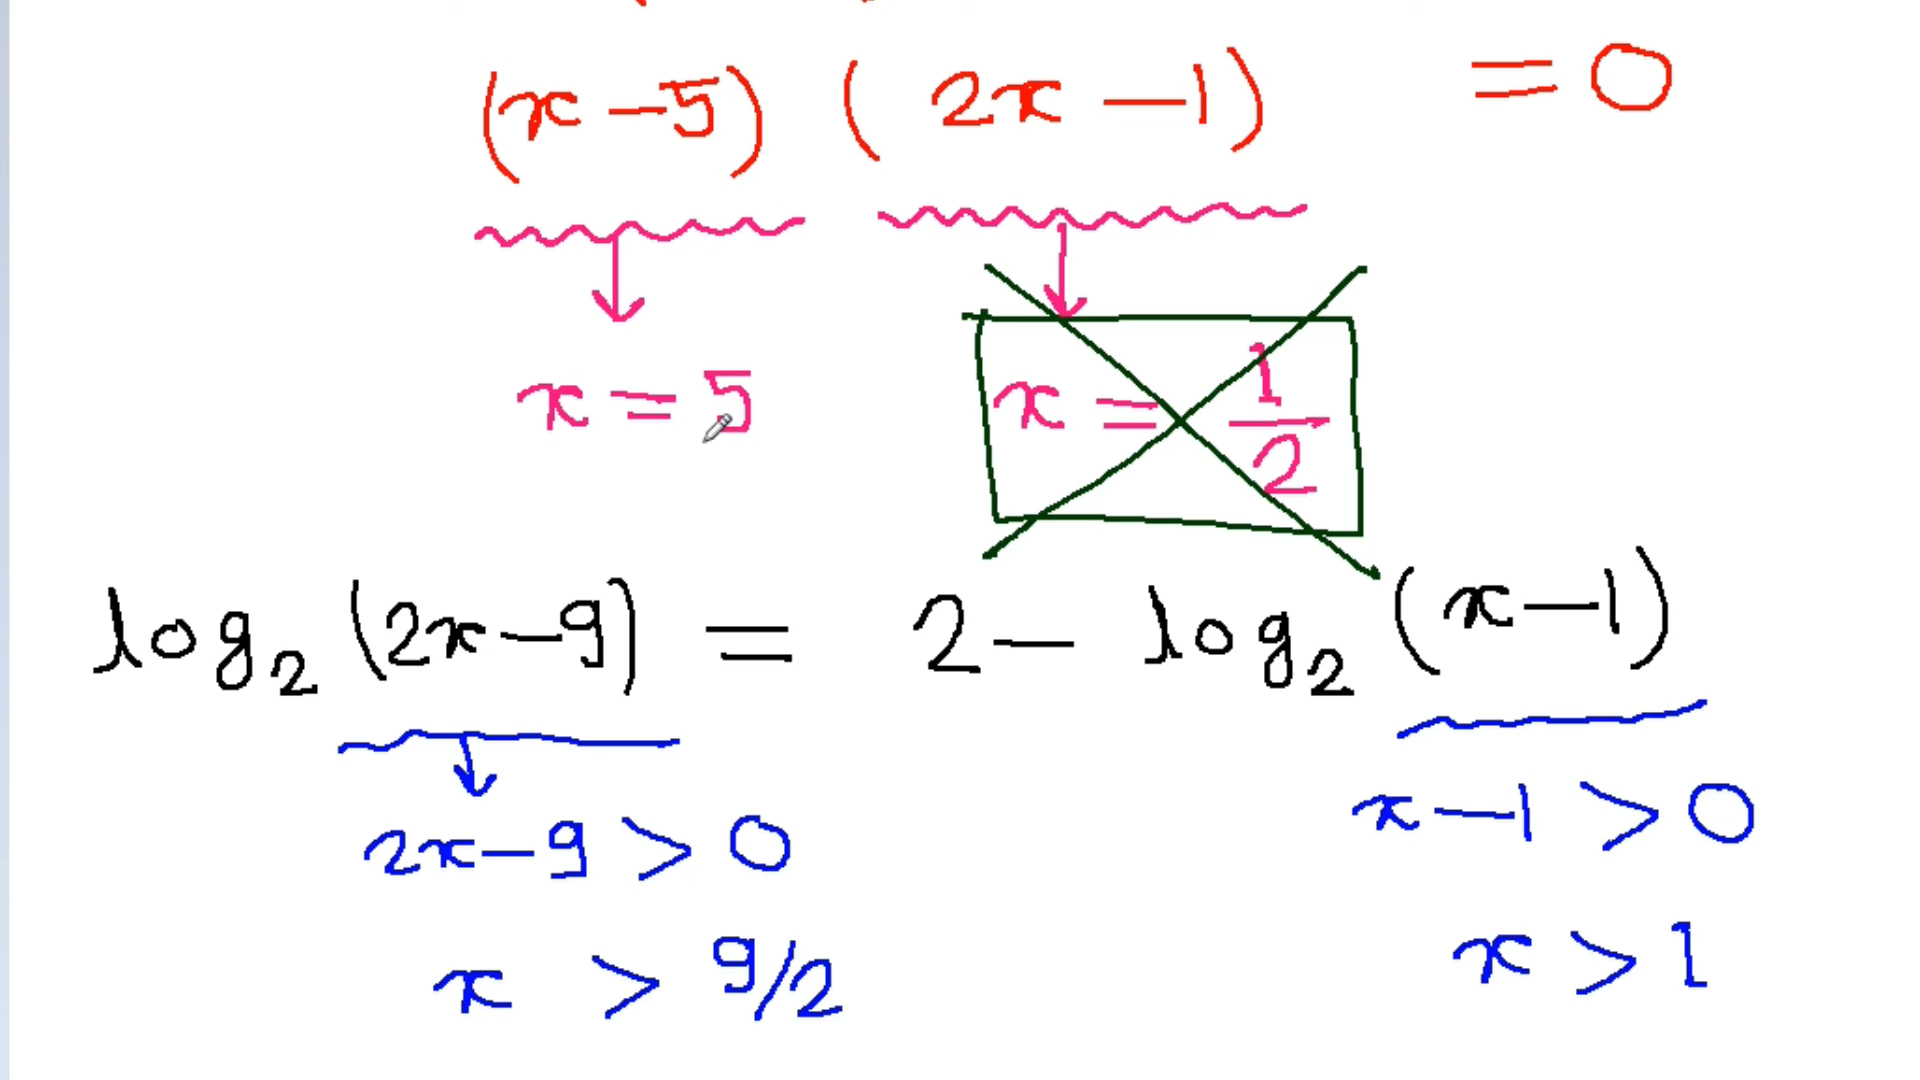 (x-5) (2x-1) = 0
x = 5 x = 1/2
log₂ (2x-9) = 2 - log₂ (x-1)
2x-9 > 0 x-1 > 0
x > 9/2 x > 1